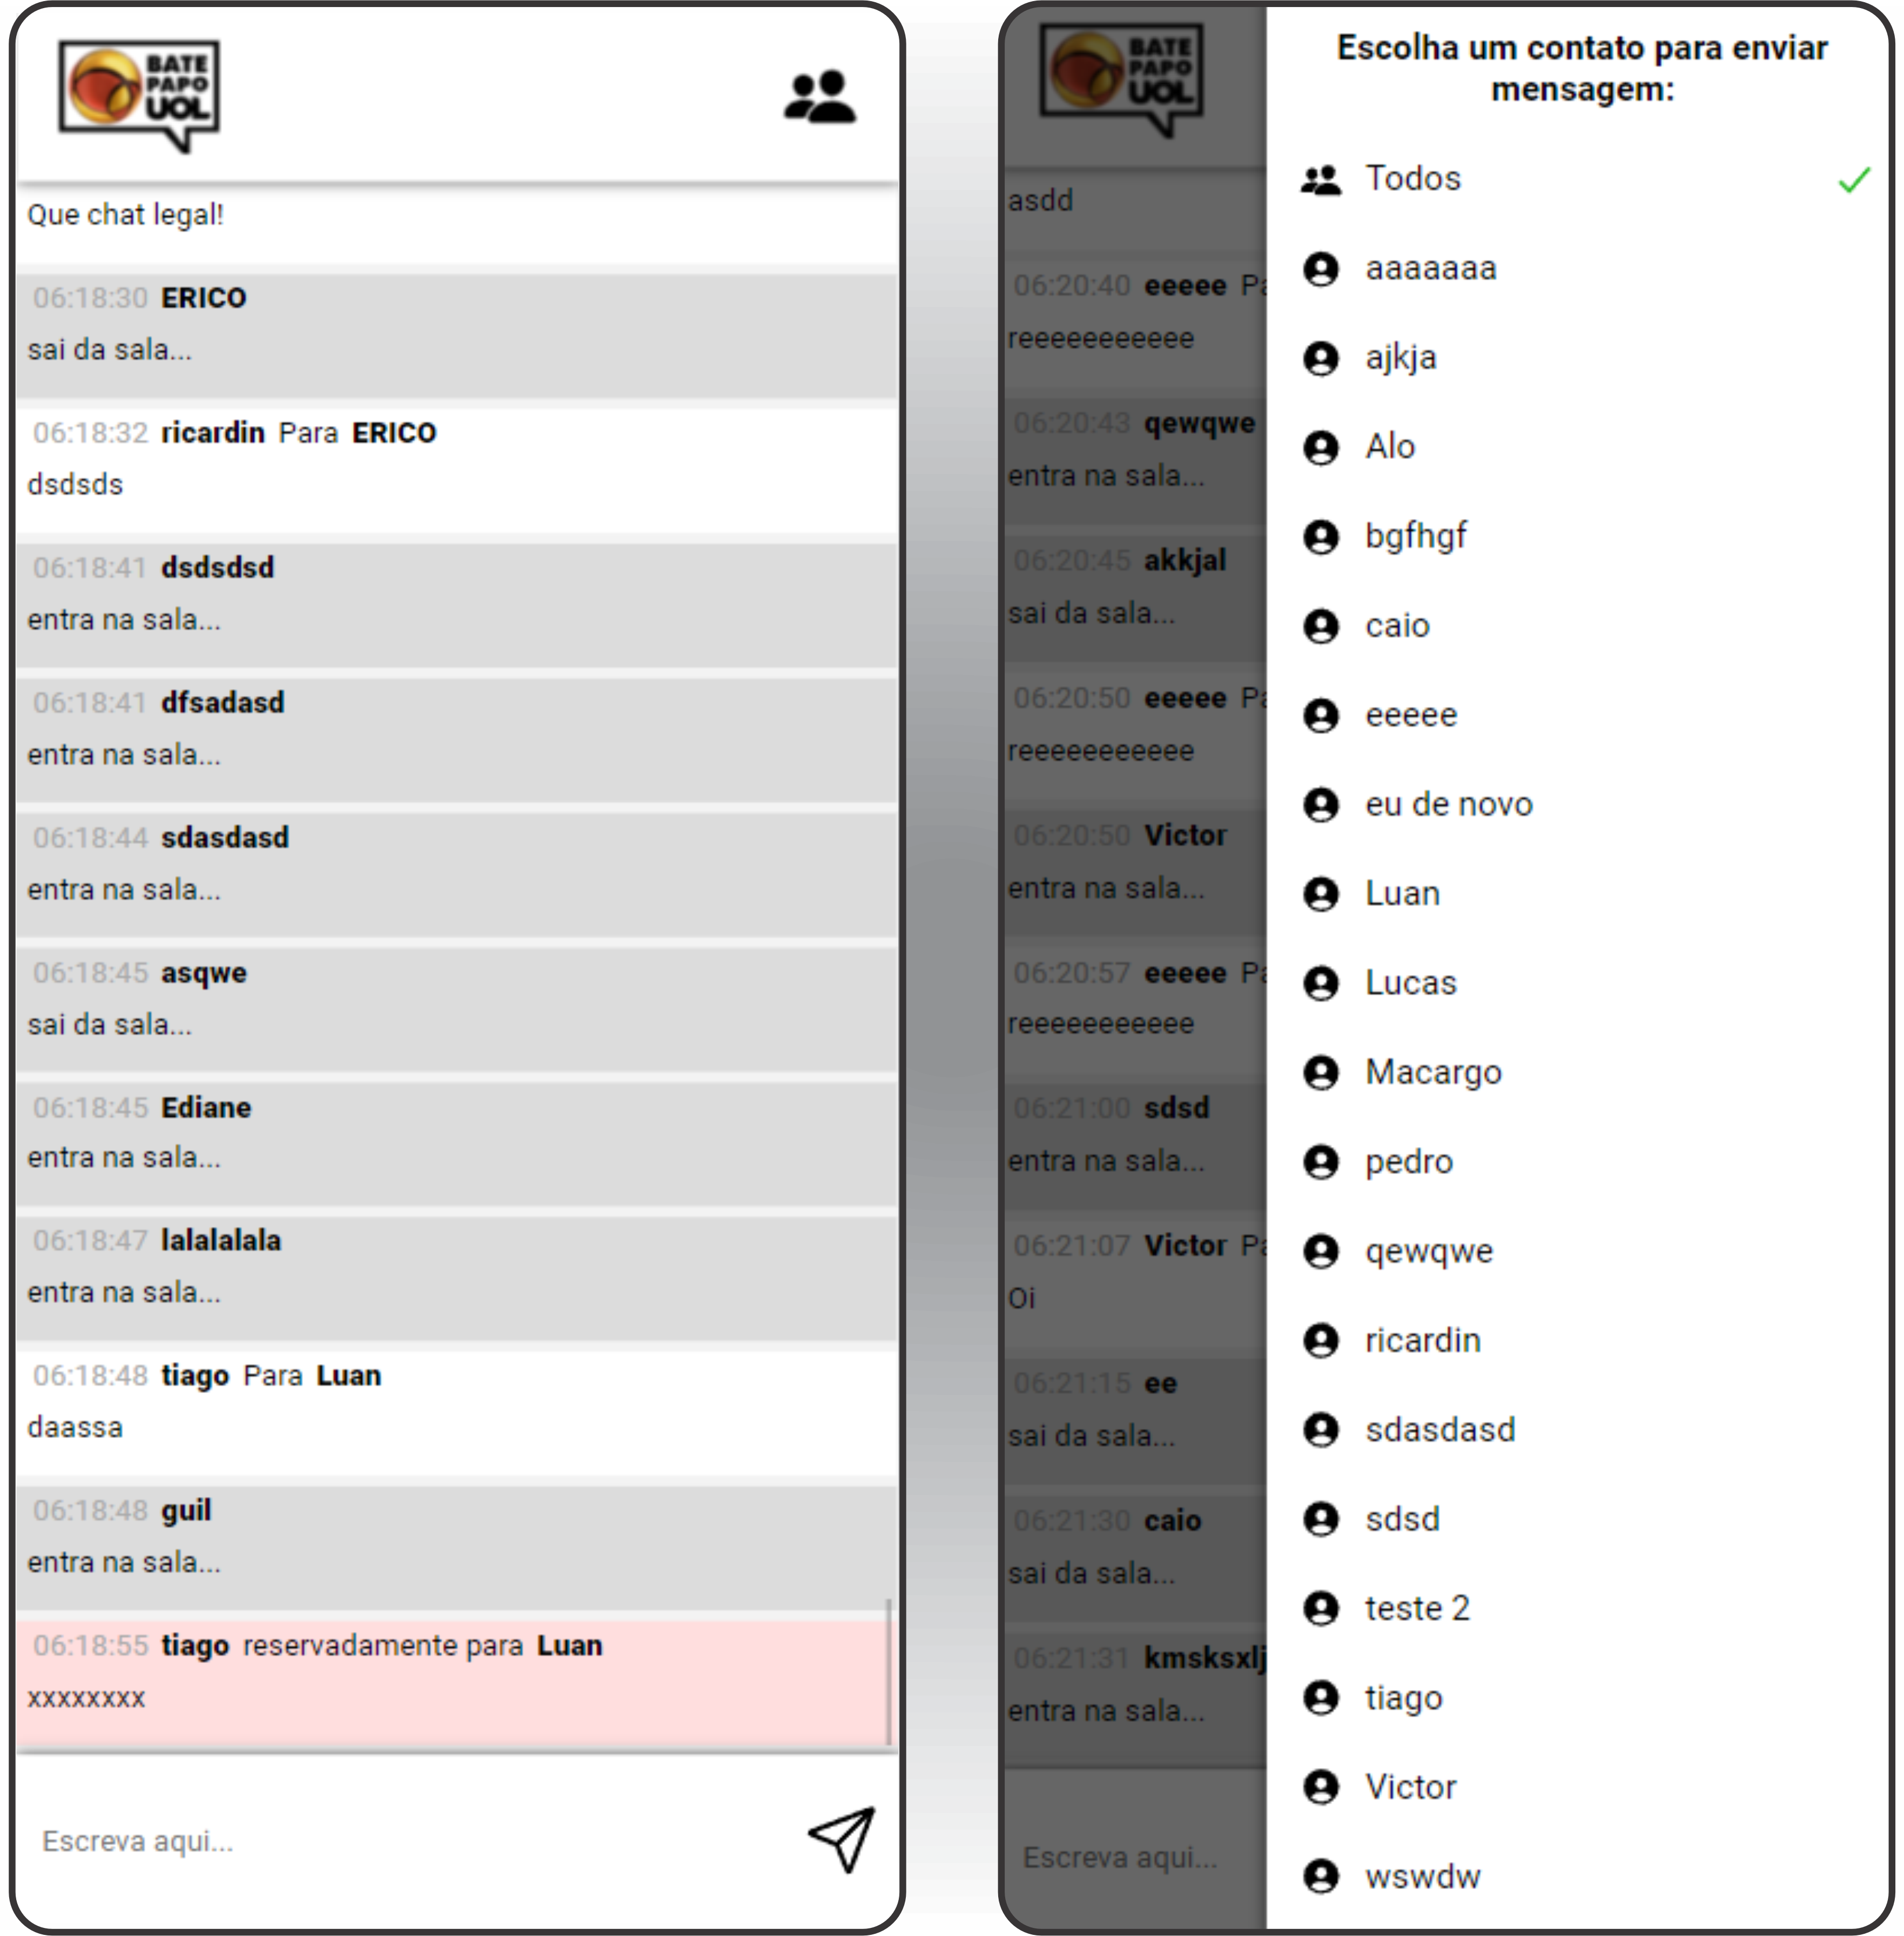 BATE
PAPO
UOL
Que chat legal!
06:18:30 ERICO
sai da sala...
06:18:32 ricardin Para ERICO
dsdsds
06:18:41 dsdsdsd
entra na sala...
06:18:41 dfsadasd
entra na sala...
06:18:44 sdasdasd
entra na sala...
06:18:45 asqwe
sai da sala...
06:18:45 Ediane
entra na sala...
06:18:47 lalalalala
entra na sala...
06:18:48 tiago Para Luan
daassa
06:18:48 guil
entra na sala...
06:18:55 tiago reservadamente para Luan
xxxxxxxx
Escreva aqui...
BATE
PAPO
UOL
asdd
06:20:40 eeeee Pa
reeeeeeeeeee
06:20:43 qewqwe
entra na sala...
06:20:45 akkjal
sai da sala...
06:20:50 eeeee Pa
reeeeeeeeeee
06:20:50 Victor
entra na sala...
06:20:57 eeeee Pa
reeeeeeeeeee
06:21:00 sdsd
entra na sala...
06:21:07 Victor Pa
Oi
06:21:15 ee
sai da sala...
06:21:30 caio
sai da sala...
06:21:31 kmsksxlj
entra na sala...
Escreva aqui...
Escolha um contato para enviar
mensagem:
Todos
aaaaaaa
ajkja
Alo
bgfhgf
caio
eeeee
eu de novo
Luan
Lucas
Macargo
pedro
qewqwe
ricardin
sdasdasd
sdsd
teste 2
tiago
Victor
wswdw